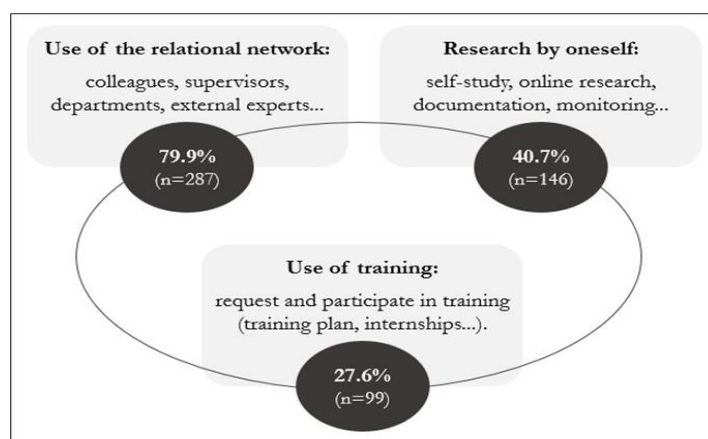 Use of the relational network:
colleagues, supervisors,
departments, external experts...
79.9%
(n=287)
Research by oneself:
self-study, online research,
documentation, monitoring...
40.7%
(n=146)
Use of training:
request and participate in training
(training plan, internships...).
27.6%
(n=99)